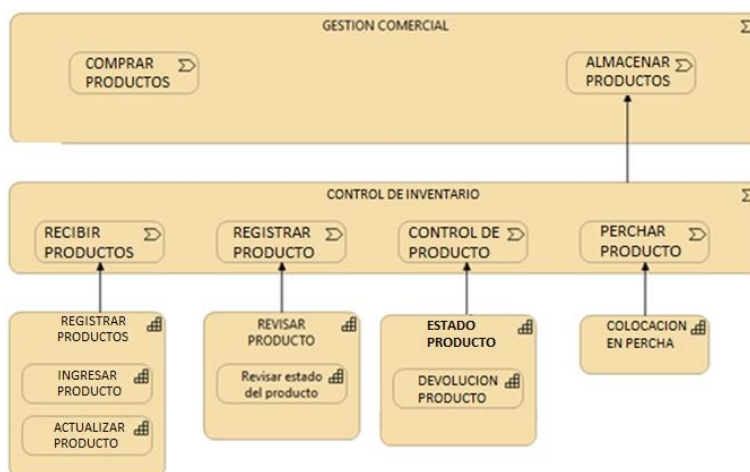 GESTION COMERCIAL
COMPRAR
PRODUCTOS
ALMACENAR
PRODUCTOS
CONTROL DE INVENTARIO
RECIBIR
PRODUCTOS
REGISTRAR
PRODUCTO
CONTROL DE
PRODUCTO
PERCHAR
PRODUCTO
REGISTRAR
PRODUCTOS
INGRESAR
PRODUCTO
ACTUALIZAR
PRODUCTO
REVISAR
PRODUCTO
Revisar estado
del producto
ESTADO
PRODUCTO
DEVOLUCION
PRODUCTO
COLOCACION
EN PERCHA